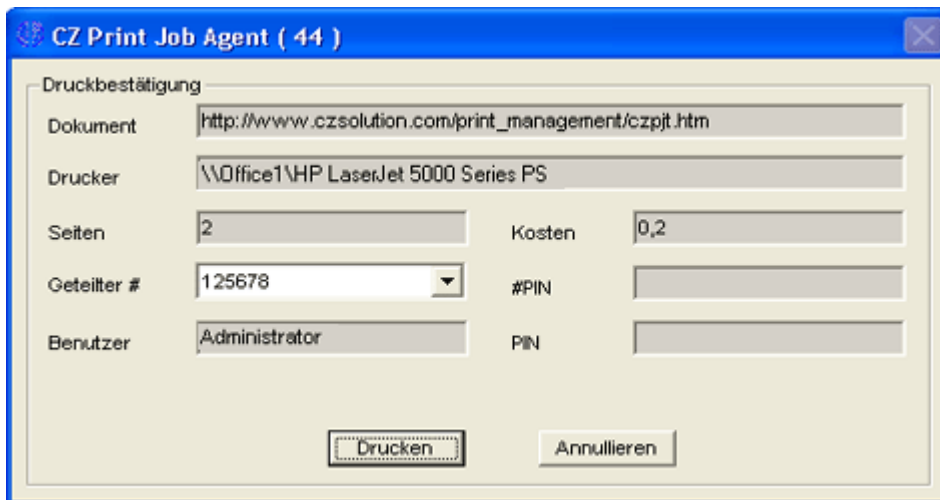 CZ Print Job Agent ( 44 )
Druckbestätigung
Dokument http://www.czsolution.com/print_management/czpjt.htm
Drucker \\Office1\HP LaserJet 5000 Series PS
Seiten 2 Kosten 0,2
Geteilter # 125678 #PIN
Benutzer Administrator PIN
Drucken Annullieren